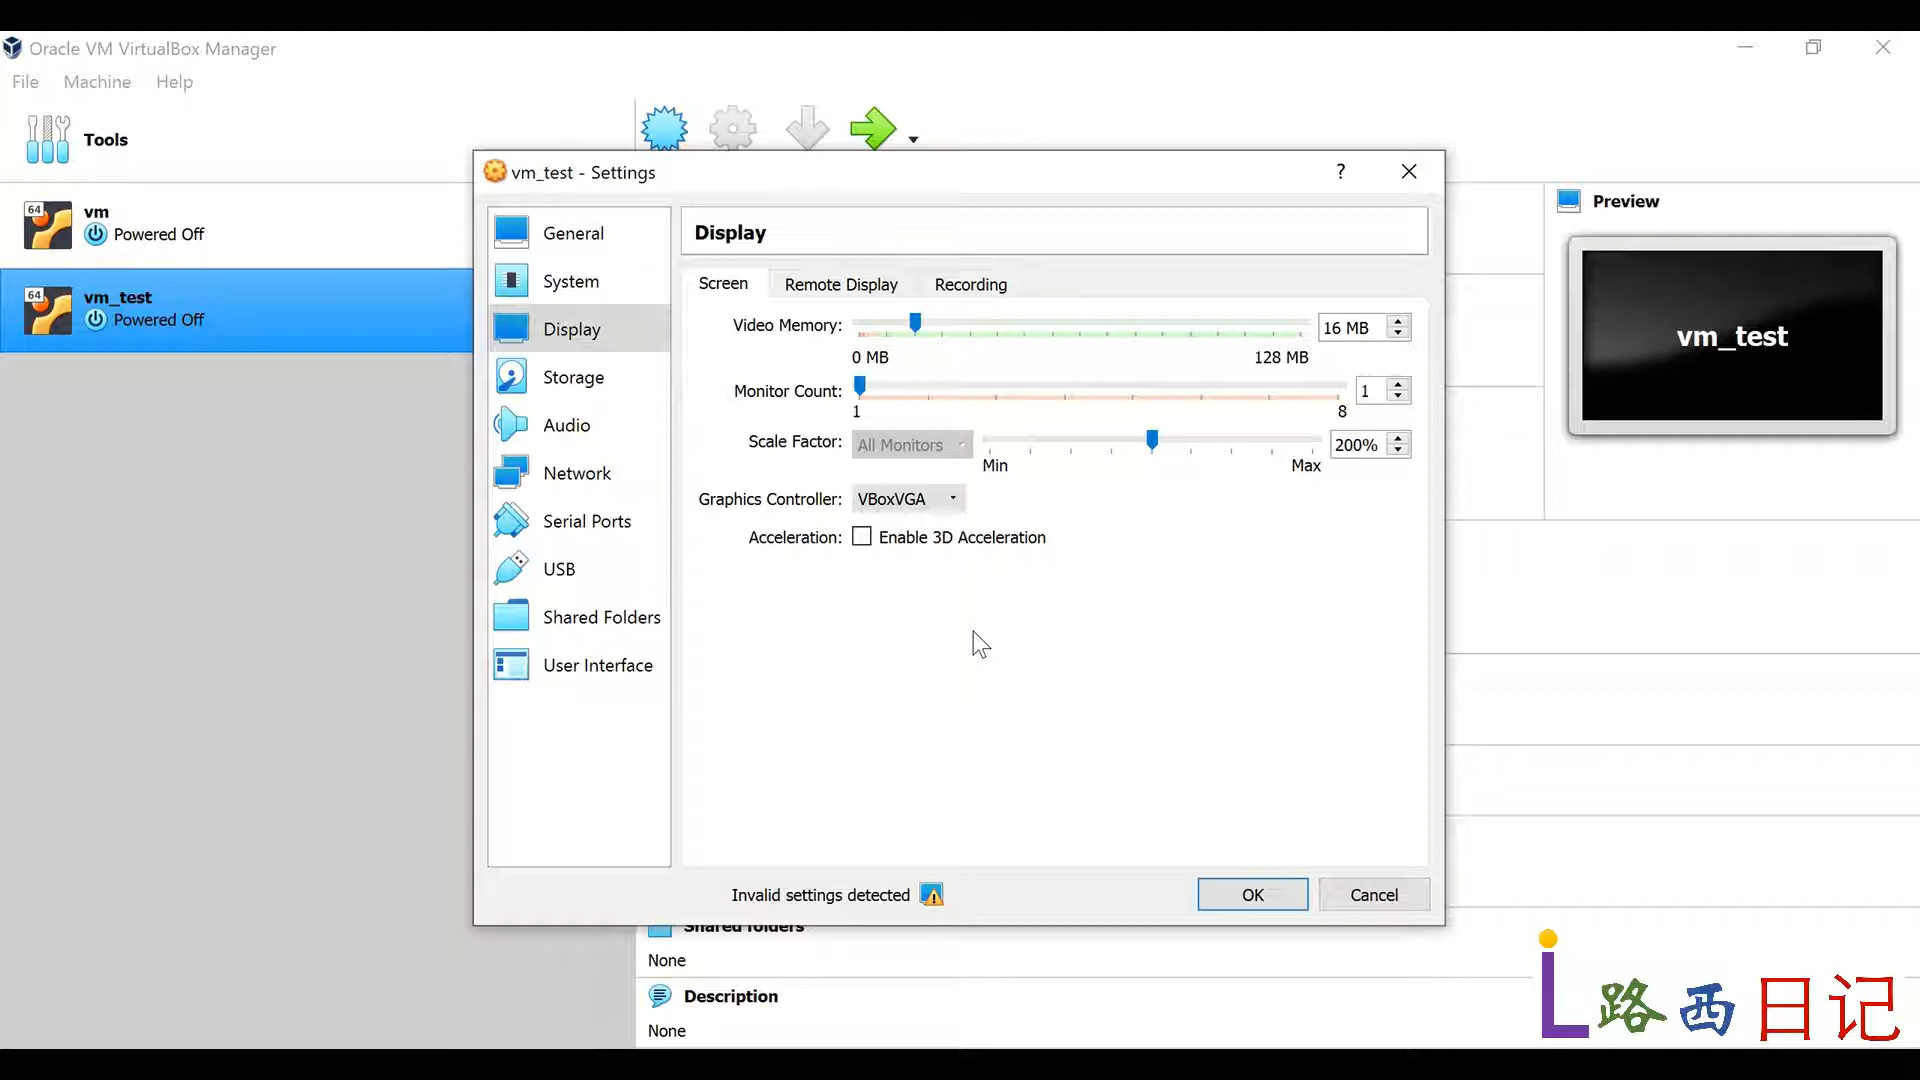 Oracle VM VirtualBox Manager
File Machine Help
Tools
64 vm
Powered Off
64 vm_test
Powered Off
vm_test - Settings
?
General
System
Display
Storage
Audio
Network
Serial Ports
USB
Shared Folders
User Interface
Display
Screen Remote Display Recording
Video Memory: 16 MB
0 MB 128 MB
Monitor Count: 1
1 8
Scale Factor: All Monitors 200%
Min Max
Graphics Controller: VBoxVGA
Acceleration: Enable 3D Acceleration
Invalid settings detected OK Cancel
Preview
vm_test
Shared folders
None
Description
None
L路西日记